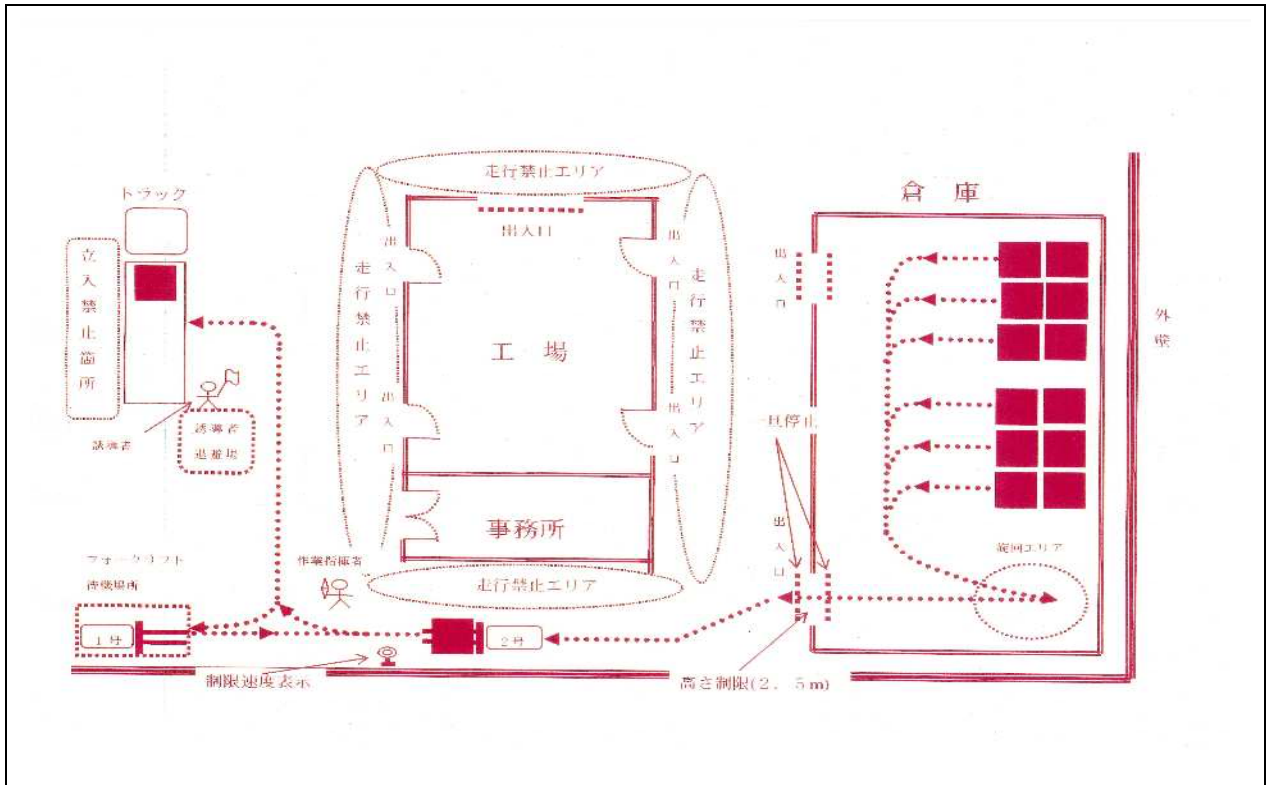 走行禁止エリア
トラック
倉庫
出入口
立入禁止箇所
出入口
走行禁止エリア
出入口
走行禁止エリア
出入口
外壁
工場
出入口
出入口
一旦停止
誘導者
誘導者
退避場
事務所
出入口
旋回エリア
フォークリフト
待機場所
作業指揮者
走行禁止エリア
1号
2号
制限速度表示
高さ制限(2.5m)